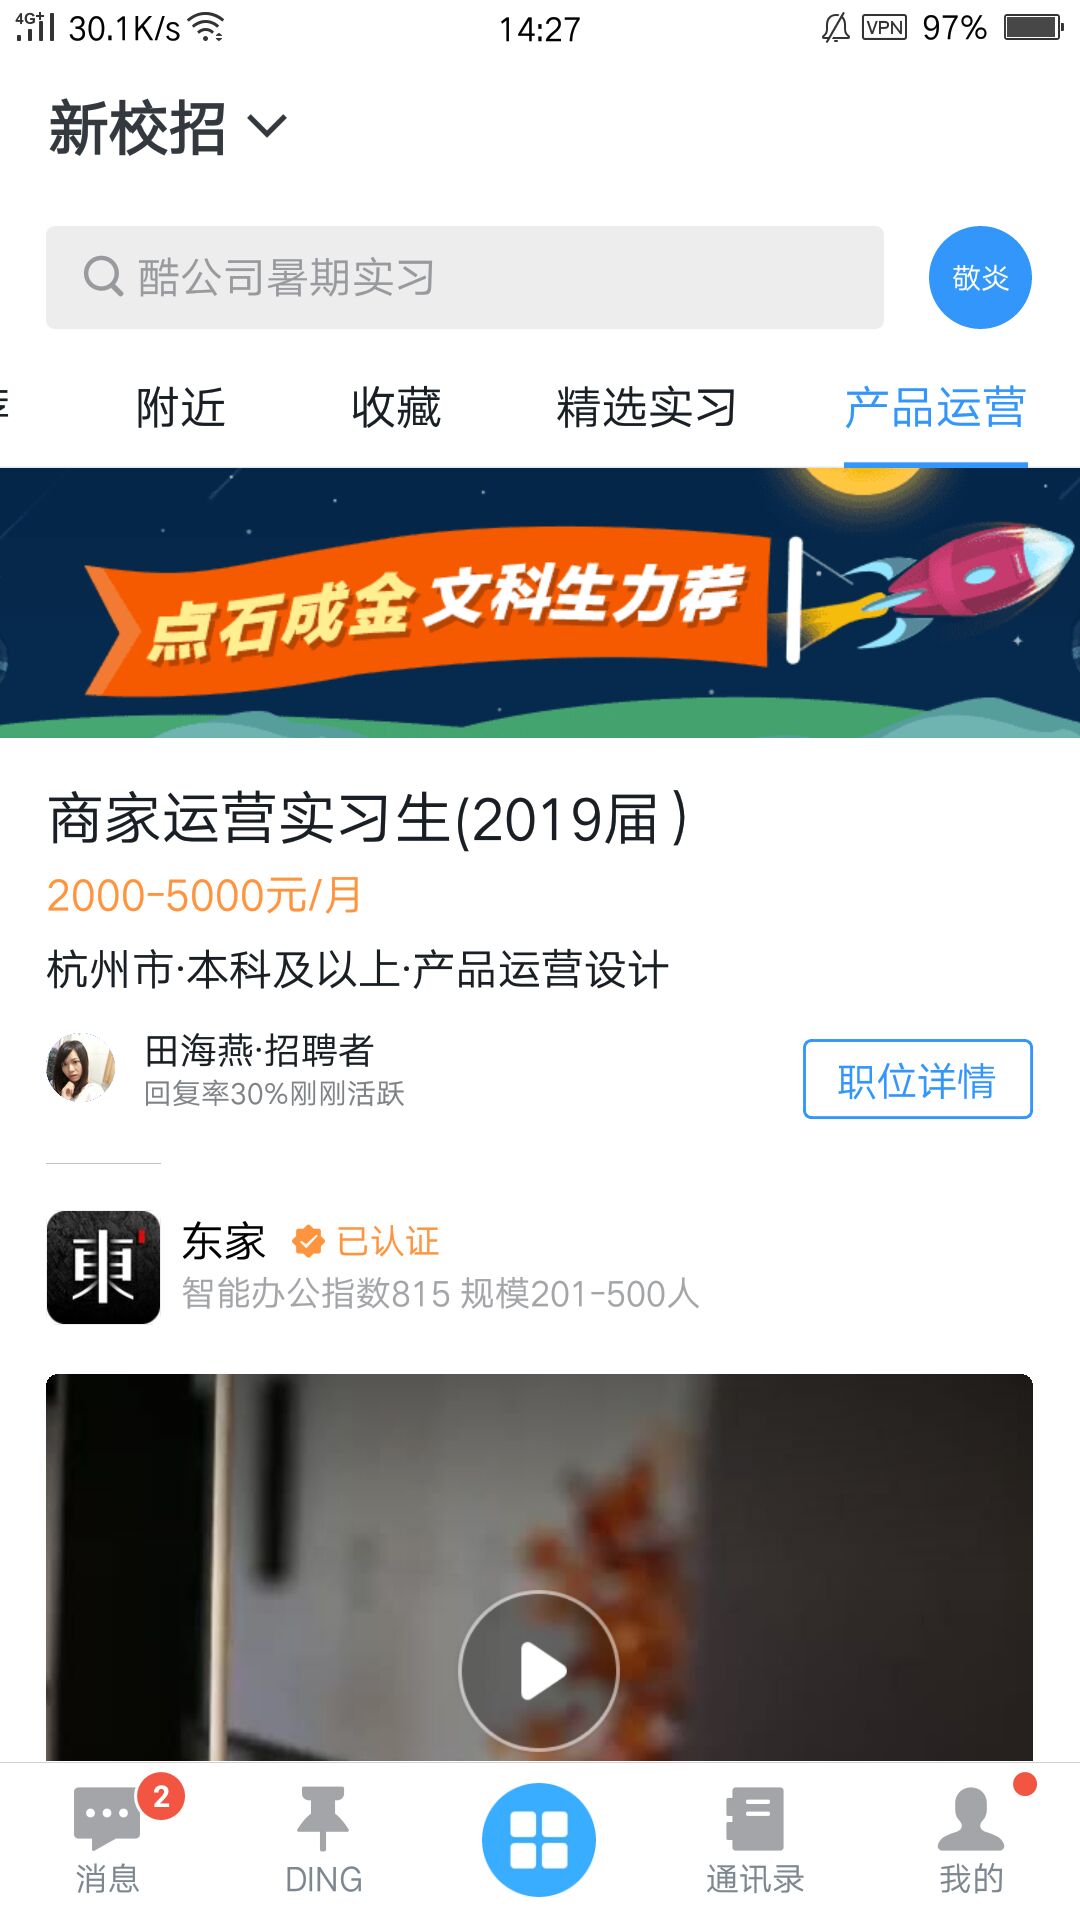 4G+ 30.1K/s 14:27 VPN 97%
新校招
酷公司暑期实习
敬炎
附近 收藏 精选实习 产品运营
点石成金 文科生力荐
商家运营实习生(2019届)
2000-5000元/月
杭州市·本科及以上·产品运营设计
田海燕·招聘者
回复率30%刚刚活跃
职位详情
東
东家 已认证
智能办公指数815 规模201-500人
2
消息 DING 通讯录 我的